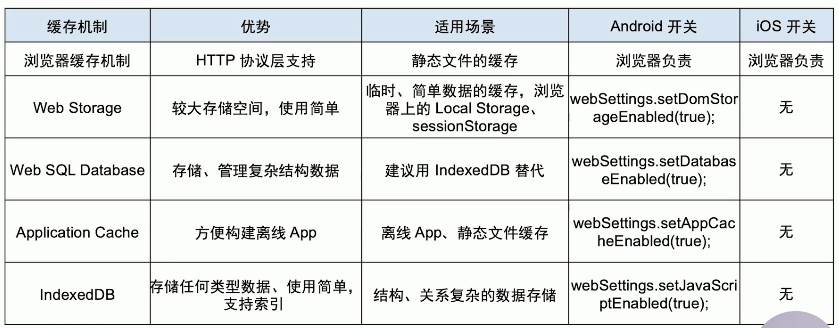 缓存机制 优势 适用场景 Android 开关 iOS 开关
浏览器缓存机制 HTTP 协议层支持 静态文件的缓存 浏览器负责 浏览器负责
Web Storage 较大存储空间，使用简单 临时、简单数据的缓存，浏览
器上的 Local Storage、
sessionStorage webSettings.setDomStor
ageEnabled(true); 无
Web SQL Database 存储、管理复杂结构数据 建议用 IndexedDB 替代 webSettings.setDatabas
eEnabled(true); 无
Application Cache 方便构建离线 App 离线 App、静态文件缓存 webSettings.setAppCac
heEnabled(true); 无
IndexedDB 存储任何类型数据、使用简单，
支持索引 结构、关系复杂的数据存储 webSettings.setJavaScri
ptEnabled(true); 无